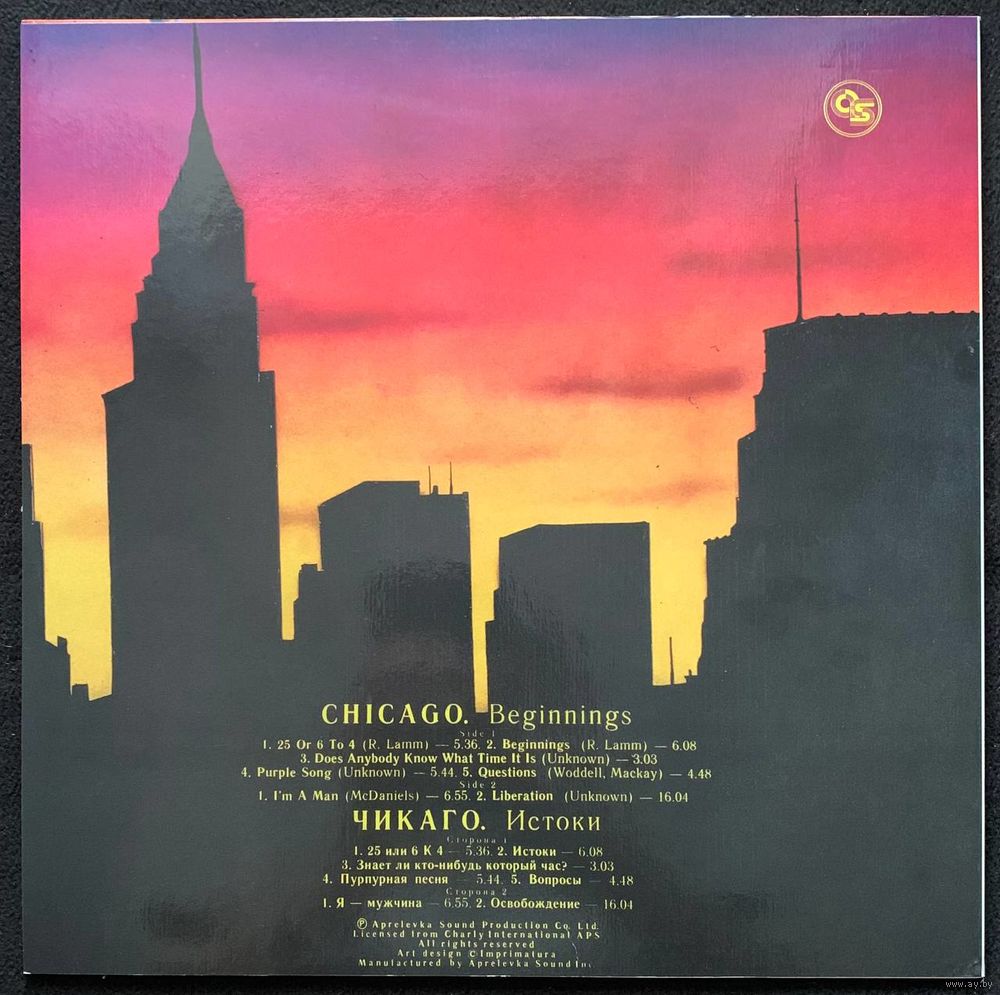 CHICAGO. Beginnings
Side 1
1. 25 Or 6 To 4 (R. Lamm) — 5.36. 2. Beginnings (R. Lamm) — 6.08
3. Does Anybody Know What Time It Is (Unknown) — 3.03
4. Purple Song (Unknown) — 5.44. 5. Questions (Woddell, Mackay) — 4.48
Side 2
1. I'm A Man (McDaniels) — 6.55. 2. Liberation (Unknown) — 16.04
ЧИКАГО. Истоки
Сторона 1
1. 25 или 6 К 4 — 5.36. 2. Истоки — 6.08
3. Знает ли кто-нибудь который час? — 3.03
4. Пурпурная песня — 5.44. 5. Вопросы — 4.48
Сторона 2
1. Я — мужчина — 6.55. 2. Освобождение — 16.04
Ⓟ Aprelevka Sound Production Co. Ltd.
Licensed from Charly International APS
All rights reserved
Art design © Imprimatura
Manufactured by Aprelevka Sound Inc.
www.ay.by